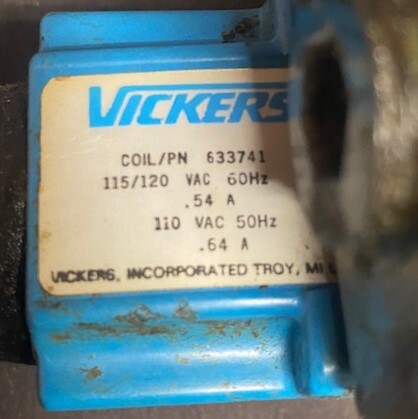 VICKERS
COIL/PN 633741
115/120 VAC 60Hz
.54 A
110 VAC 50Hz
.64 A
VICKERS, INCORPORATED TROY, MI